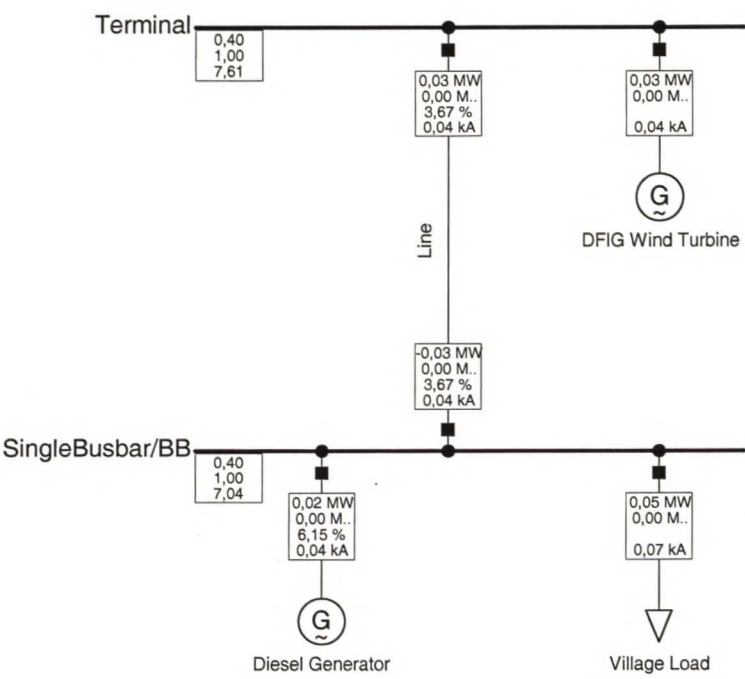 Terminal
0,40
1,00
7,61
0,03 MW
0,00 M..
3,67 %
0,04 kA
0,03 MW
0,00 M..
0,04 kA
G
~
DFIG Wind Turbine
Line
-0,03 MW
0,00 M..
3,67 %
0,04 kA
SingleBusbar/BB
0,40
1,00
7,04
0,02 MW
0,00 M..
6,15 %
0,04 kA
G
~
Diesel Generator
0,05 MW
0,00 M..
0,07 kA
Village Load